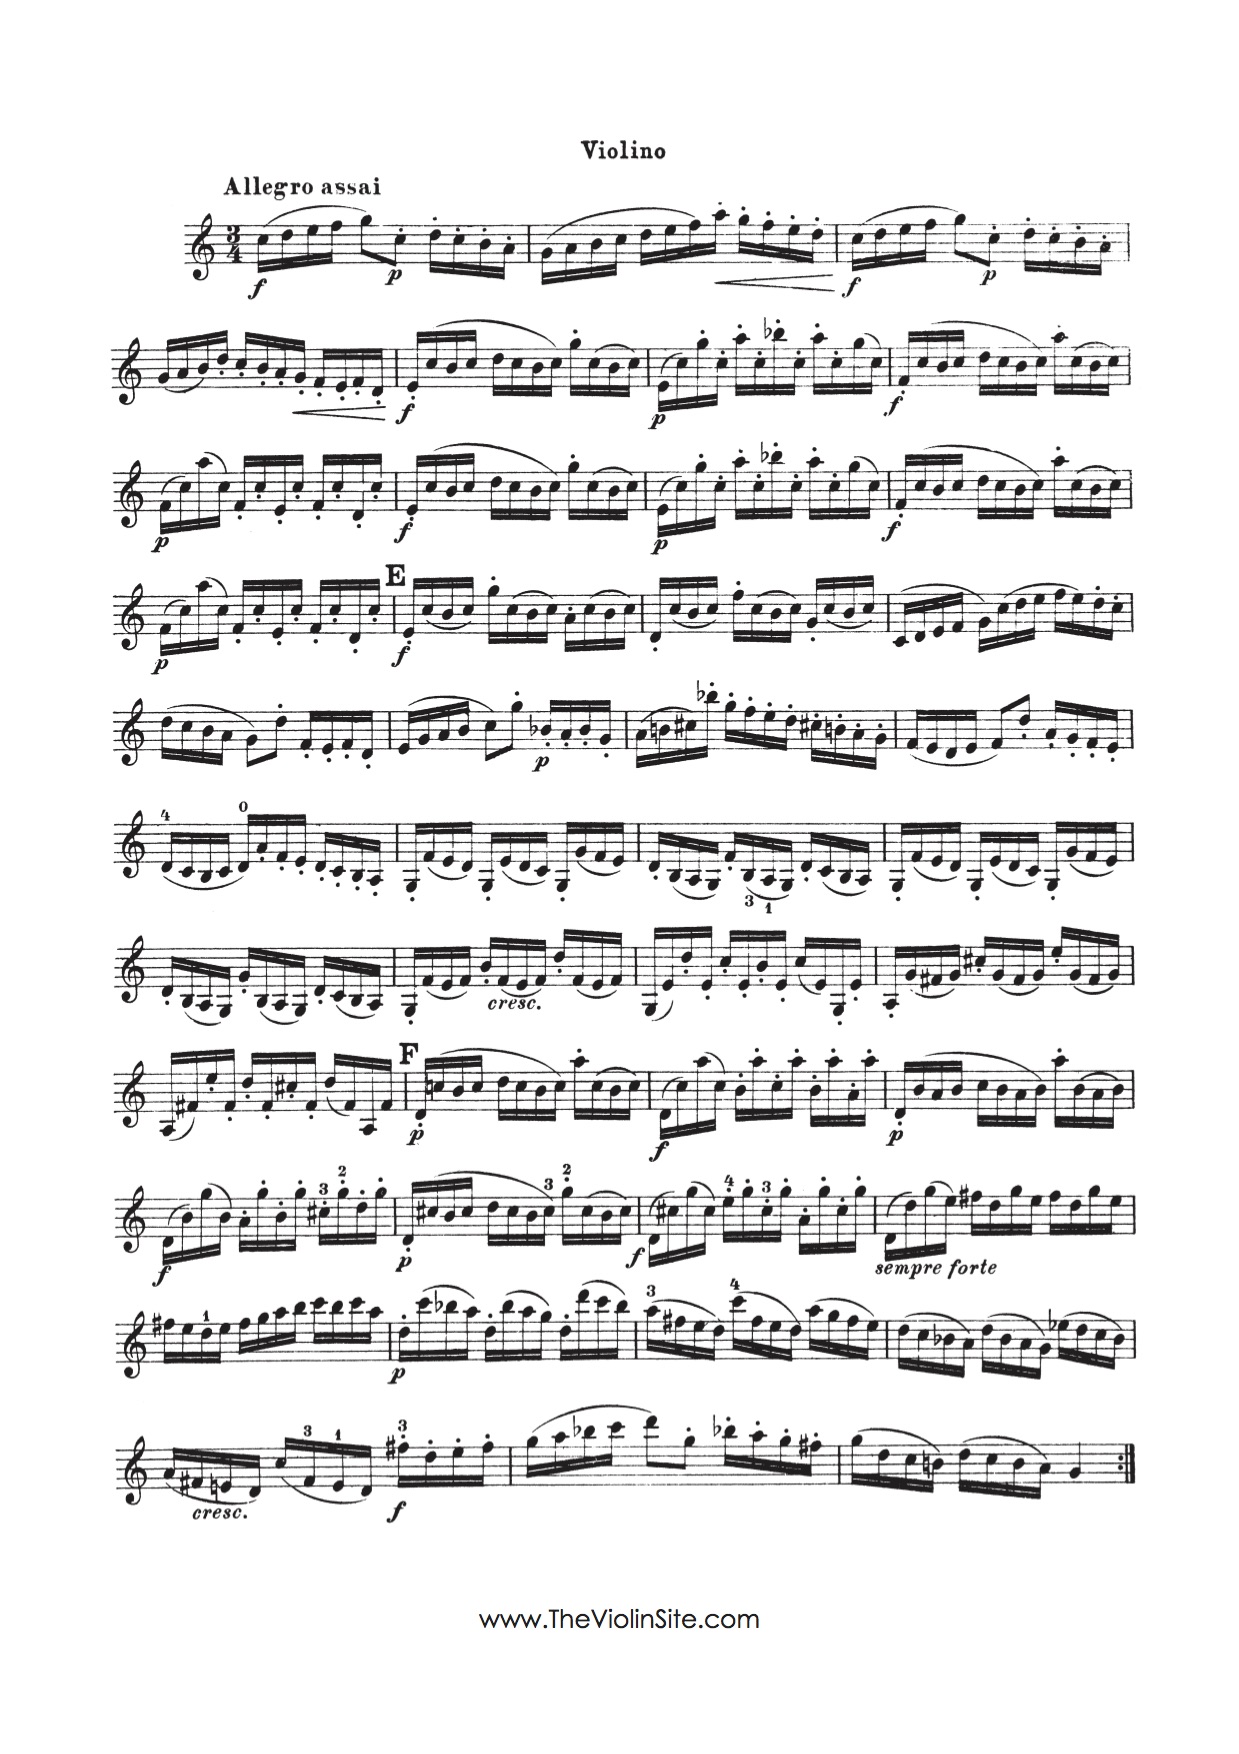 Violino
Allegro assai
3
4
f p f p
f p f
p f p f
E
p f
p
4 0
3 1
cresc.
F
p f p
3 2 3 2 4 3
f p f
sempre forte
1 3 4
p
3 1 3
cresc. f
www.TheViolinSite.com